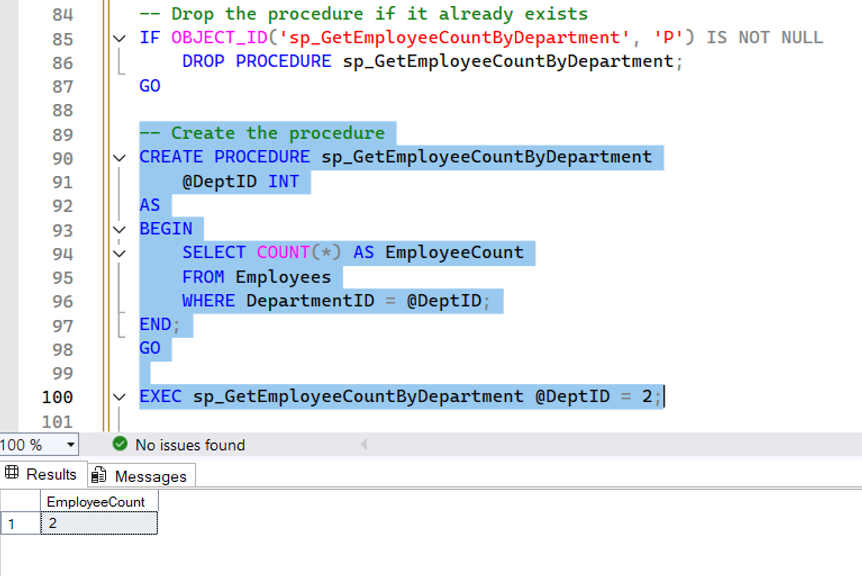 84 -- Drop the procedure if it already exists
85 IF OBJECT_ID('sp_GetEmployeeCountByDepartment', 'P') IS NOT NULL
86 DROP PROCEDURE sp_GetEmployeeCountByDepartment;
87 GO
88
89 -- Create the procedure
90 CREATE PROCEDURE sp_GetEmployeeCountByDepartment
91 @DeptID INT
92 AS
93 BEGIN
94 SELECT COUNT(*) AS EmployeeCount
95 FROM Employees
96 WHERE DepartmentID = @DeptID;
97 END;
98 GO
99
100 EXEC sp_GetEmployeeCountByDepartment @DeptID = 2;
101
100 % No issues found
Results Messages
EmployeeCount
1 2